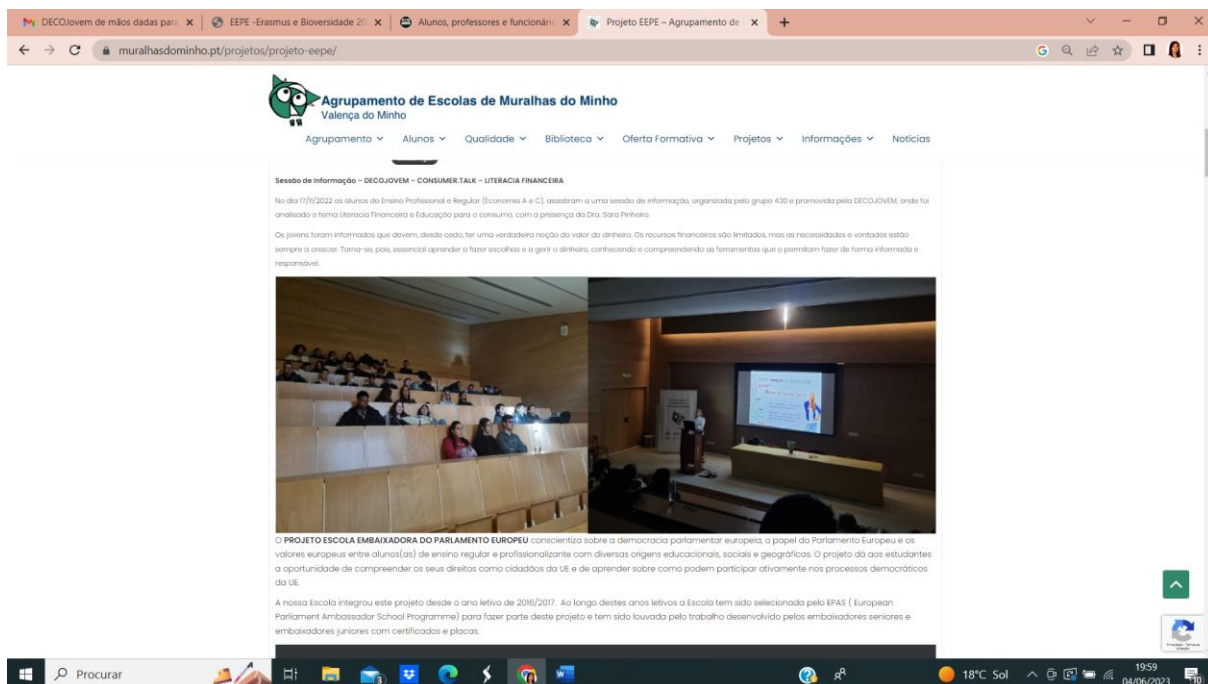 DECOJovem de mãos dadas para
EEPE -Erasmus e Bioversidade 20
Alunos, professores e funcionári
Projeto EEPE – Agrupamento de
muralhasdominho.pt/projetos/projeto-eepe/
Agrupamento de Escolas de Muralhas do Minho
Valença do Minho
Agrupamento Alunos Qualidade Biblioteca Oferta Formativa Projetos Informações Notícias
Sessão de Informação – DECOJOVEM – CONSUMER.TALK – LITERACIA FINANCEIRA
No dia 17/11/2022 os alunos do Ensino Profissional e Regular (Economia A e C), assistiram a uma sessão de informação, organizada pelo grupo 430 e promovida pela DECOJOVEM, onde foi
analisado o tema Literacia Financeira e Educação para o consumo, com a presença da Dra. Sara Pinheiro.
Os jovens foram informados que devem, desde cedo, ter uma verdadeira noção do valor do dinheiro. Os recursos financeiros são limitados, mas as necessidades e vontades estão
sempre a crescer. Torna-se, pois, essencial aprender a fazer escolhas e a gerir o dinheiro, conhecendo e compreendendo as ferramentas que o permitam fazer de forma informada e
responsável.
O PROJETO ESCOLA EMBAIXADORA DO PARLAMENTO EUROPEU conscientiza sobre a democracia parlamentar europeia, o papel do Parlamento Europeu e os
valores europeus entre alunos(as) de ensino regular e profissionalizante com diversas origens educacionais, sociais e geográficas. O projeto dá aos estudantes
a oportunidade de compreender os seus direitos como cidadãos da UE e de aprender sobre como podem participar ativamente nos processos democráticos
da UE.
A nossa Escola integrou este projeto desde o ano letivo de 2016/2017. Ao longo destes anos letivos a Escola tem sido selecionada pelo EPAS ( European
Parliament Ambassador School Programme) para fazer parte deste projeto e tem sido louvada pelo trabalho desenvolvido pelos embaixadores seniores e
embaixadores juniores com certificados e placas.
Procurar
18°C Sol
19:59
04/06/2023